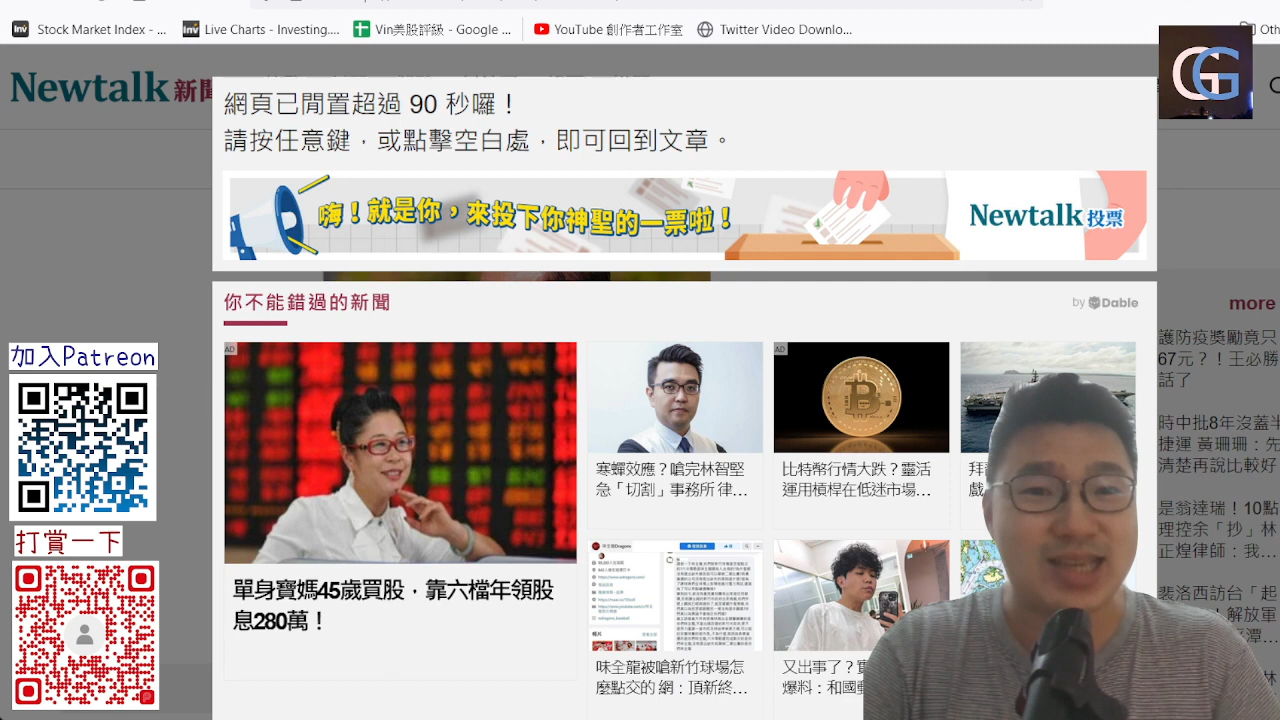 Stock Market Index - ...
Live Charts - Investing....
Vin美股評級 - Google ...
YouTube 創作者工作室
Twitter Video Downlo...
Oth
Newtalk新聞
GG
網頁已閒置超過 90 秒囉！
請按任意鍵，或點擊空白處，即可回到文章。
嗨！就是你，來投下你神聖的一票啦！
Newtalk 投票
你不能錯過的新聞
by Dable
more
護防疫獎勵竟只
67元？！王必勝
話了
時中批8年沒蓋半
捷運 黃珊珊：先
清楚再說比較好
是翁達瑞！10點
理控余「抄」林
正煌律師：我...
裴洛西訪台「起
解放軍
加入Patreon
打賞一下
AD
單身寶媽45歲買股，靠六檔年領股
息280萬！
寒蟬效應？嗆完林智堅
急「切割」事務所 律...
AD
比特幣行情大跌？靈活
運用槓桿在低迷市場...
拜
戲
味全龍被嗆新竹球場怎
麼點交的 網：頂新終...
又出事了？
爆料：和國
林